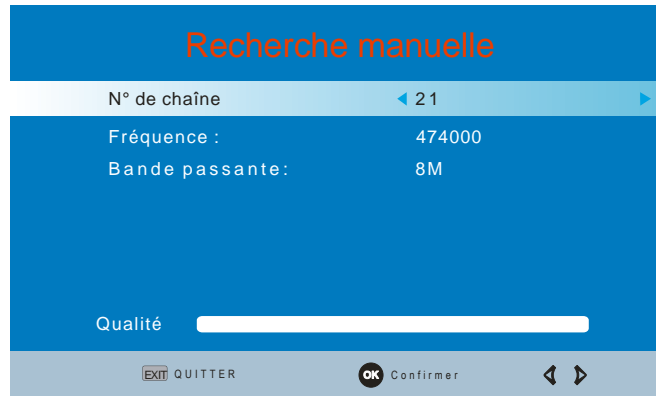 Recherche manuelle
N° de chaîne 21
Fréquence : 474000
Bande passante: 8M
Qualité
EXIT QUITTER OK Confirmer